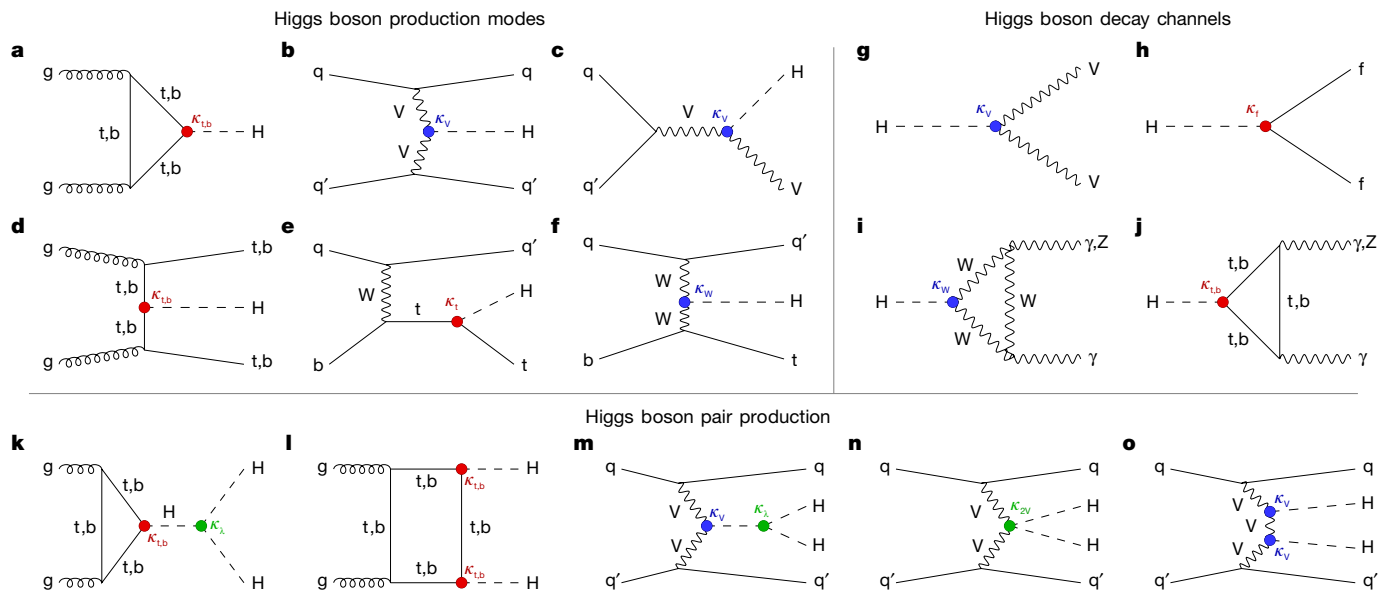 Higgs boson production modes
Higgs boson decay channels
a
g
t,b
t,b
κt,b
H
t,b
g
b
q
q
V
κV
H
V
q′
q′
c
q
H
V
κV
q′
V
g
V
κV
H
V
h
f
κf
H
f
d
g
t,b
t,b
κt,b
H
t,b
g
t,b
e
q
q′
W
H
t
κt
b
t
f
q
q′
W
κW
H
W
b
t
i
γ,Z
W
κW
H
W
W
γ
j
γ,Z
t,b
κt,b
H
t,b
t,b
γ
Higgs boson pair production
k
g
H
t,b
H
t,b
κλ
κt,b
t,b
g
H
l
g
H
t,b
κt,b
t,b
t,b
t,b
κt,b
g
H
m
q
q
V
κV
H
κλ
V
H
q′
q′
n
q
q
V
κ2V
H
V
H
q′
q′
o
q
q
V
κV
H
V
V
κV
H
q′
q′